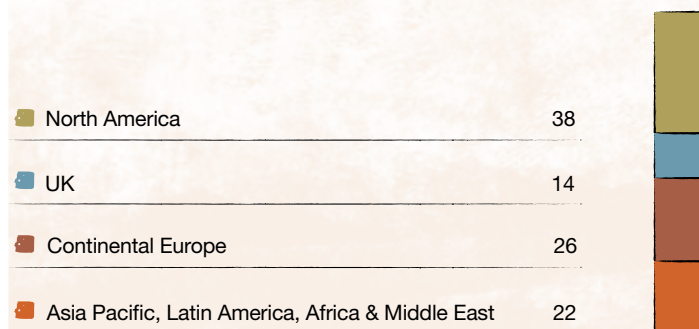 North America 38
UK 14
Continental Europe 26
Asia Pacific, Latin America, Africa & Middle East 22